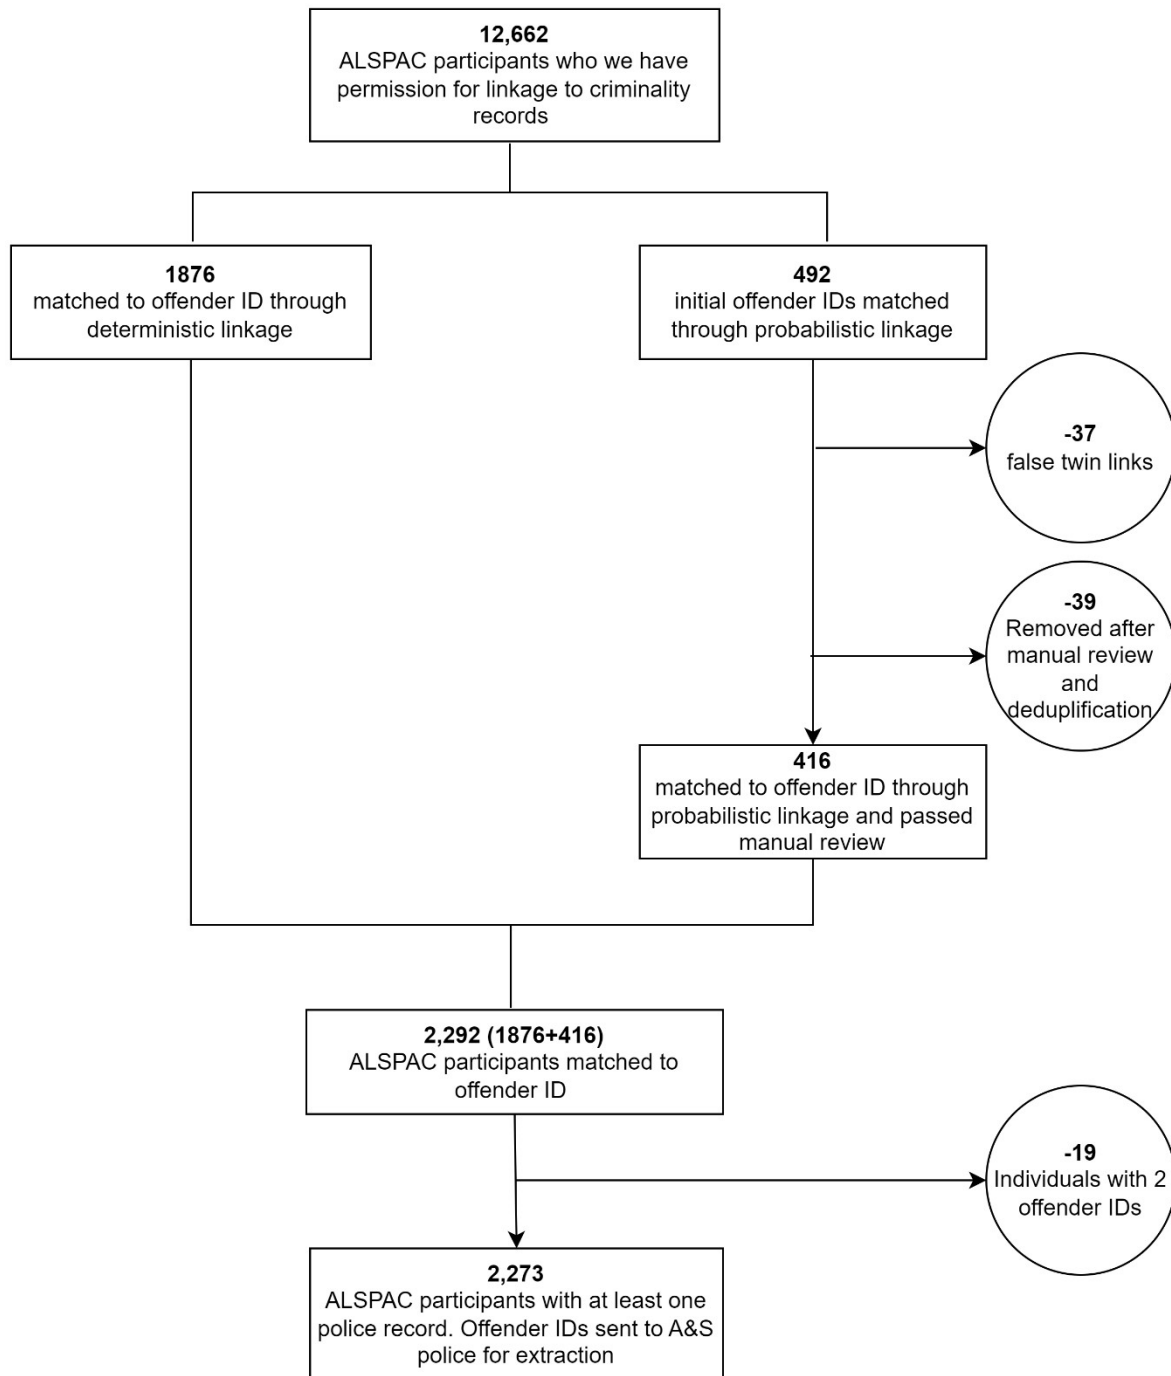 12,662
ALSPAC participants who we have
permission for linkage to criminality
records
1876
matched to offender ID through
deterministic linkage
492
initial offender IDs matched
through probabilistic linkage
-37
false twin links
-39
Removed after
manual review
and
deduplification
416
matched to offender ID through
probabilistic linkage and passed
manual review
2,292 (1876+416)
ALSPAC participants matched to
offender ID
-19
Individuals with 2
offender IDs
2,273
ALSPAC participants with at least one
police record. Offender IDs sent to A&S
police for extraction